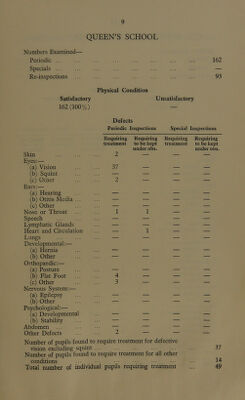 9
QUEEN'S SCHOOL
Numbers Examined—
Periodic ... 162
Specials ... —
Re-inspections ... 93
Physical Condition
Satisfactory Unsatisfactory
162 (100%) —
Defects
Periodic Inspections Special Inspections
Requiring treatment Requiring to be kept under obs. Requiring treatment Requiring to be kept under obs.
Skin 2 — — —
Eyes:—
(a) Vision 37 — — —
(b) Squint — — — —
(c) Other 2 — — —
Ears:—
(a) Hearing — — — —
(b) Otitis Media — — — —
(c) Other — — — —
Nose or Throat 1 1 — —
Speech — — — —
Lymphatic Glands — — — —
Heart and Circulation — 1 — —
Lungs — — — —
Developmental:—
(a) Hernia — — — —
(b) Other — — — —
Orthopaedic:—
(a) Posture — — — —
(b) Flat Foot 4 — — —
(c) Other 3 — — —
Nervous System:—
(a) Epilepsy — — — —
(b) Other — — — —
Psychological:—
(a) Developmental — — — —
(b) Stability — — — —
Abdomen — — — —
Other Defects 2 — — —
Number of pupils found to require treatment for defective
vision excluding squint ... 37
Number of pupils found to require treatment for all other
conditions 14
Total number of individual pupils requiring treatment ... 49